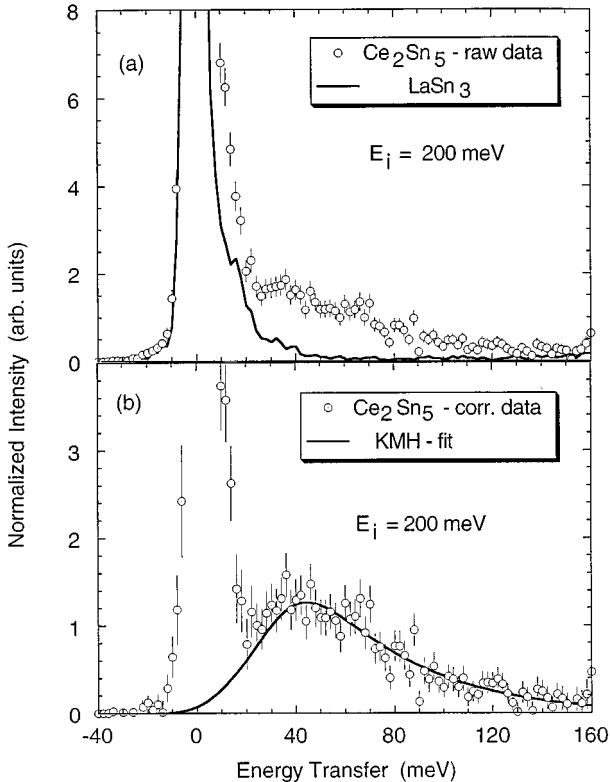 8
(a)
Ce2Sn5 - raw data
LaSn3
6
Ei = 200 meV
4
2
0
Normalized Intensity (arb. units)
(b)
Ce2Sn5 - corr. data
KMH - fit
3
Ei = 200 meV
2
1
0
-40 0 40 80 120 160
Energy Transfer (meV)